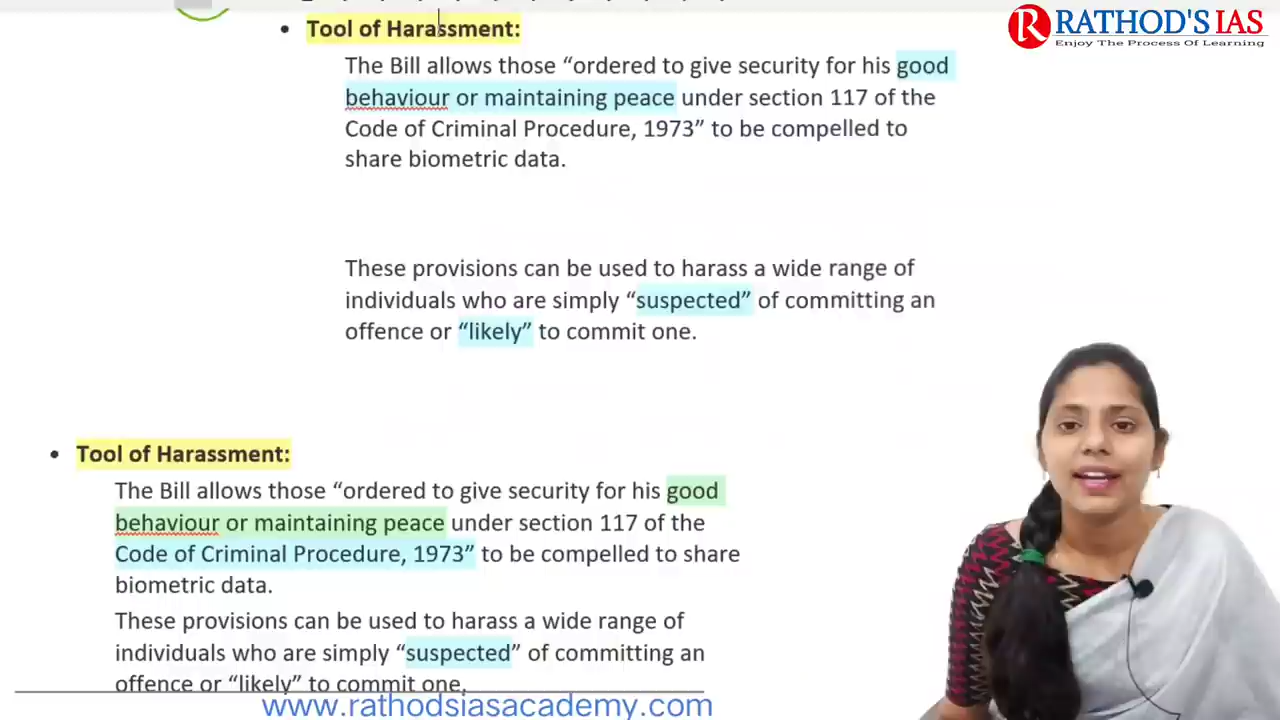 RATHOD'S IAS
Enjoy The Process Of Learning
• Tool of Harassment:
The Bill allows those “ordered to give security for his good
behaviour or maintaining peace under section 117 of the
Code of Criminal Procedure, 1973” to be compelled to
share biometric data.
These provisions can be used to harass a wide range of
individuals who are simply “suspected” of committing an
offence or “likely” to commit one.
• Tool of Harassment:
The Bill allows those “ordered to give security for his good
behaviour or maintaining peace under section 117 of the
Code of Criminal Procedure, 1973” to be compelled to share
biometric data.
These provisions can be used to harass a wide range of
individuals who are simply “suspected” of committing an
offence or “likely” to commit one,
www.rathodsiasacademy.com